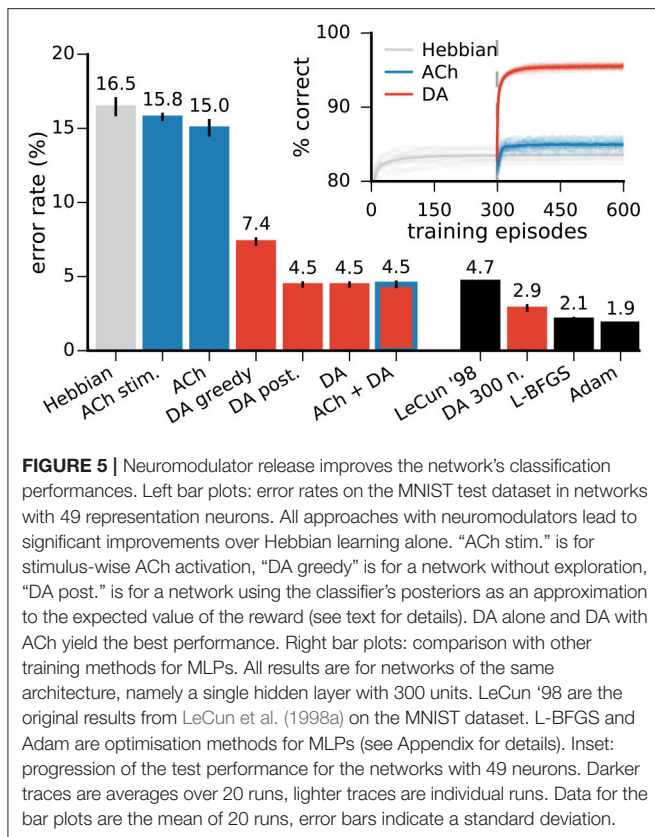 20
15
10
5
0
error rate (%)
16.5
15.8
15.0
7.4
4.5
4.5
4.5
4.7
2.9
2.1
1.9
Hebbian
ACh stim.
ACh
DA greedy
DA post.
DA
ACh + DA
LeCun '98
DA 300 n.
L-BFGS
Adam
100
90
80
% correct
Hebbian
ACh
DA
0 150 300 450 600
training episodes
FIGURE 5 | Neuromodulator release improves the network's classification
performances. Left bar plots: error rates on the MNIST test dataset in networks
with 49 representation neurons. All approaches with neuromodulators lead to
significant improvements over Hebbian learning alone. “ACh stim.” is for
stimulus-wise ACh activation, “DA greedy” is for a network without exploration,
“DA post.” is for a network using the classifier's posteriors as an approximation
to the expected value of the reward (see text for details). DA alone and DA with
ACh yield the best performance. Right bar plots: comparison with other
training methods for MLPs. All results are for networks of the same
architecture, namely a single hidden layer with 300 units. LeCun ‘98 are the
original results from LeCun et al. (1998a) on the MNIST dataset. L-BFGS and
Adam are optimisation methods for MLPs (see Appendix for details). Inset:
progression of the test performance for the networks with 49 neurons. Darker
traces are averages over 20 runs, lighter traces are individual runs. Data for the
bar plots are the mean of 20 runs, error bars indicate a standard deviation.